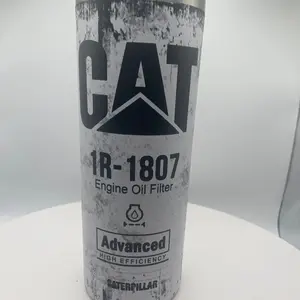 CAT
1R-1807
Engine Oil Filter
Advanced
HIGH EFFICIENCY
CATERPILLAR